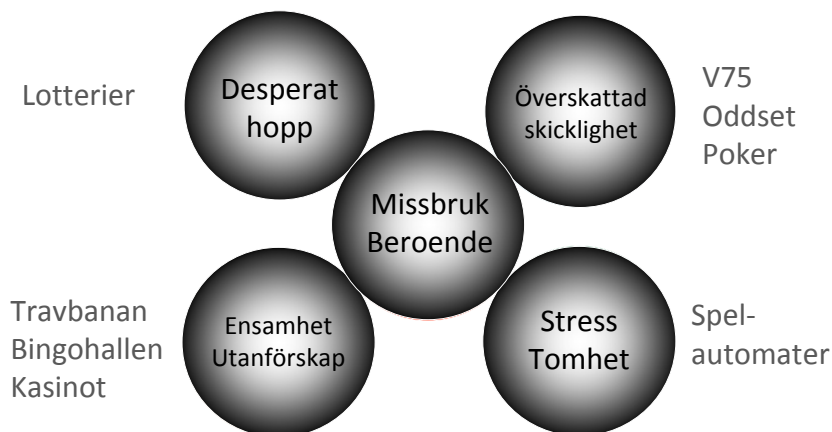 Lotterier
Desperat
hopp
Överskattad
skicklighet
V75
Oddset
Poker
Missbruk
Beroende
Travbanan
Bingohallen
Kasinot
Ensamhet
Utanförskap
Stress
Tomhet
Spel-
automater